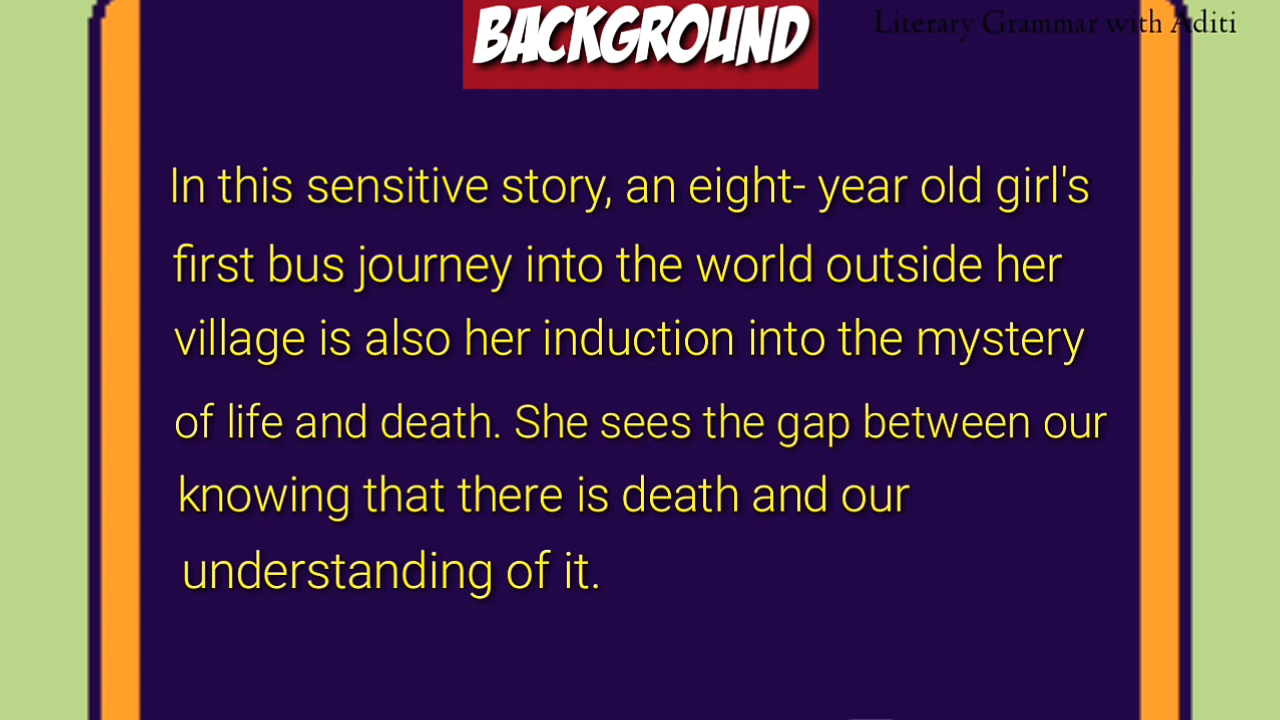 BACKGROUND
Literary Grammar with Aditi
In this sensitive story, an eight- year old girl's
first bus journey into the world outside her
village is also her induction into the mystery
of life and death. She sees the gap between our
knowing that there is death and our
understanding of it.